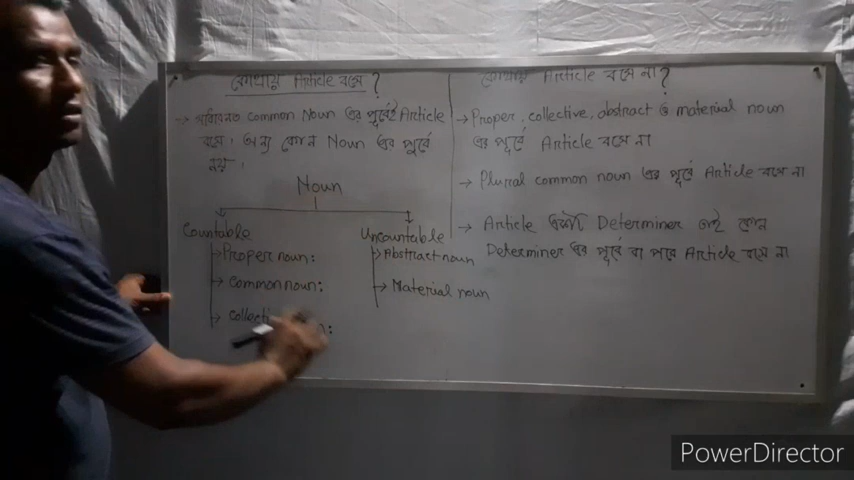 কোথায় Article বসে?
→ একবচন Common Noun এর পূর্বেই Article
বসে। অন্য কোন Noun এর পূর্বে
নয়।
Noun
Countable
→ Proper noun:
→ Common noun:
→ Collecti
Uncountable
→ Abstract noun
→ Material noun
কোথায় Article বসে না?
→ Proper, collective, abstract ও material noun
এর পূর্বে Article বসে না
→ Plural common noun এর পূর্বে Article বসে না
→ Article একটি Determiner তাই কোন
Determiner এর পূর্বে বা পরে Article বসে না
PowerDirector